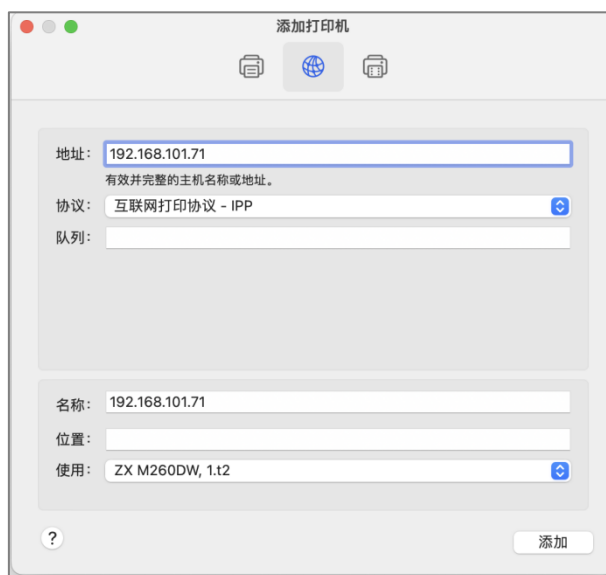 添加打印机
地址： 192.168.101.71
有效并完整的主机名称或地址。
协议： 互联网打印协议 - IPP
队列：
名称： 192.168.101.71
位置：
使用： ZX M260DW, 1.t2
? 添加